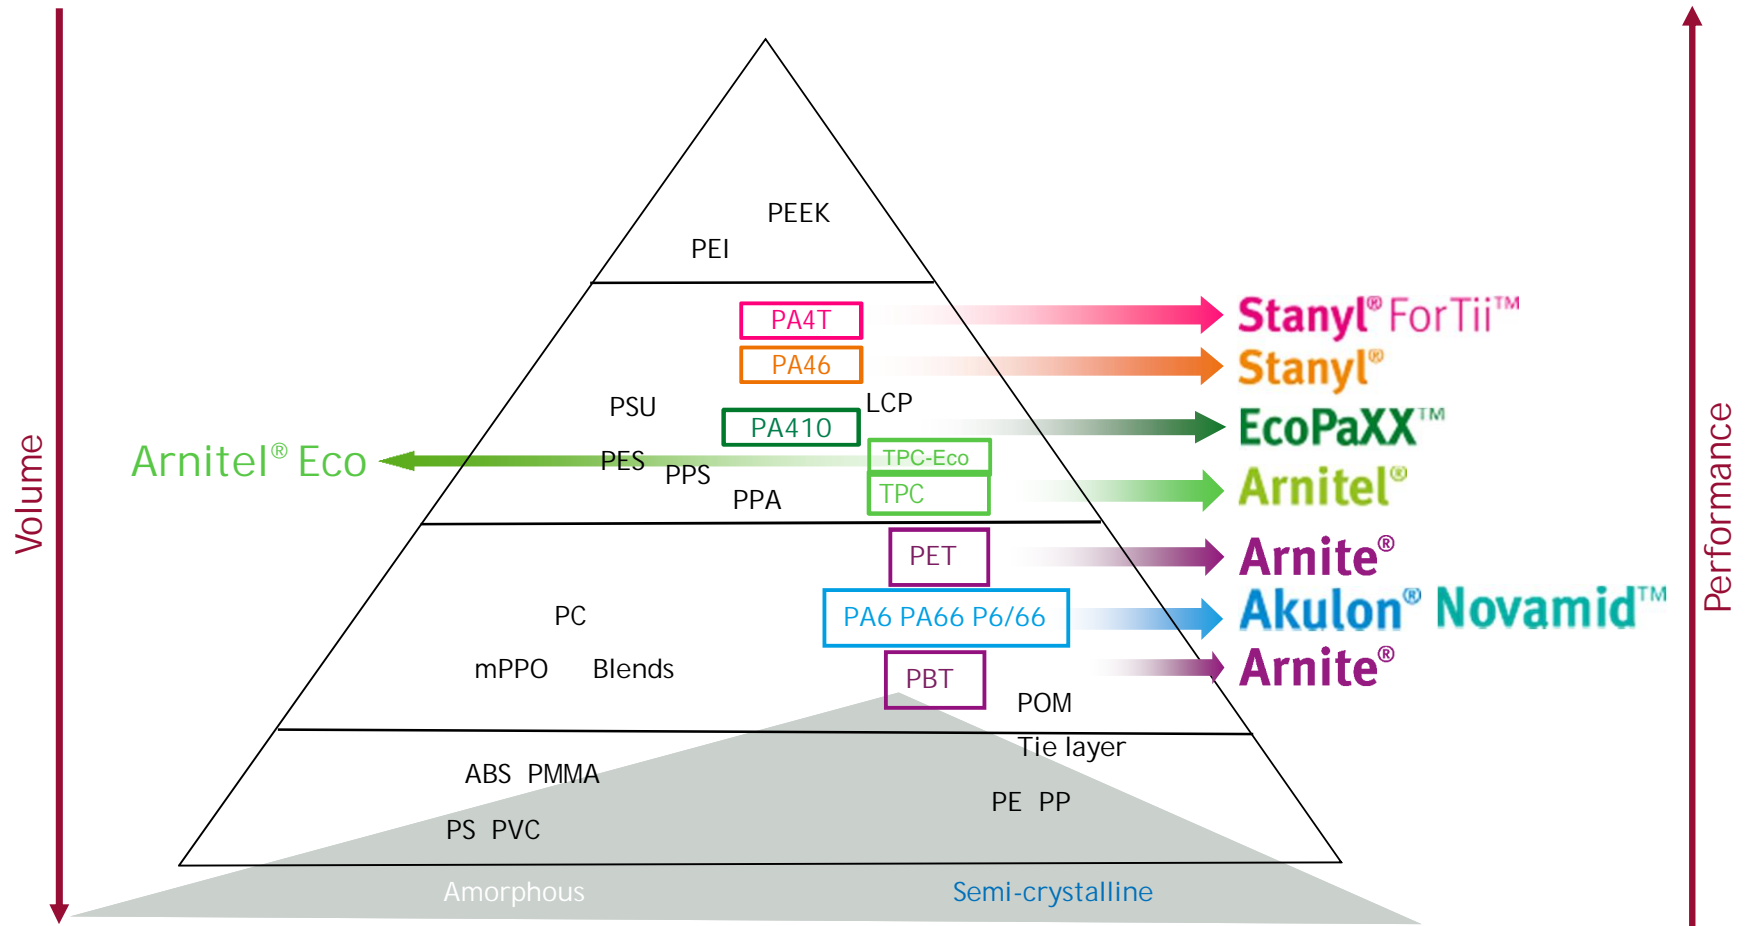 PEEK
PEI
PA4T
Stanyl® ForTii™
PA46
Stanyl®
PSU
LCP
PA410
EcoPaXX™
Arnitel® Eco
PES
TPC-Eco
PPS
TPC
Arnitel®
PPA
Volume
Performance
PET
Arnite®
PC
PA6 PA66 P6/66
Akulon® Novamid™
mPPO
Blends
PBT
Arnite®
POM
Tie layer
ABS PMMA
PE PP
PS PVC
Amorphous
Semi-crystalline